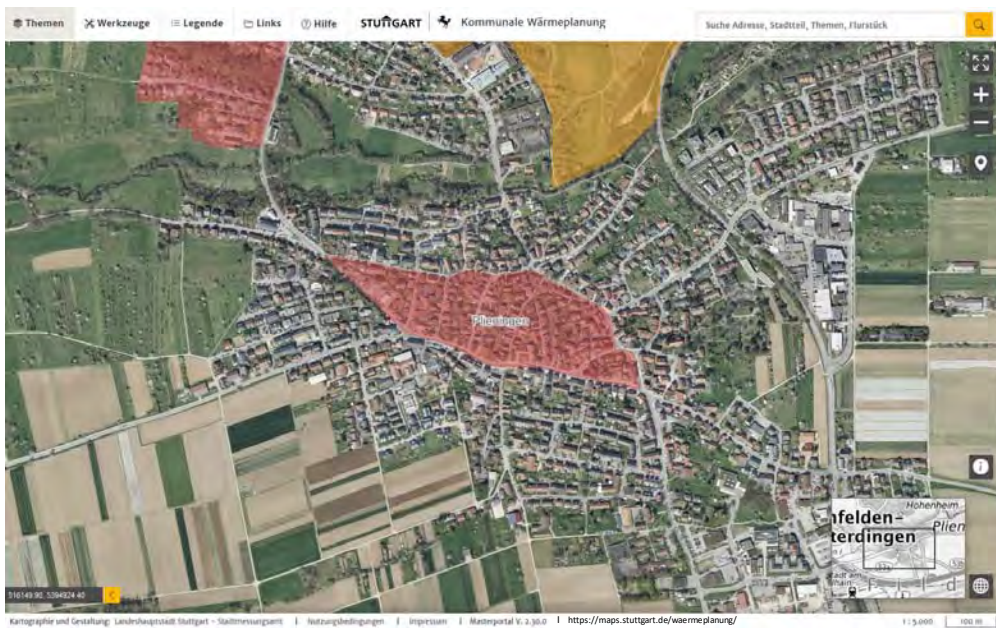 Themen Werkzeuge Legende Links Hilfe STUTTGART Kommunale Wärmeplanung Suche Adresse, Stadtteil, Themen, Flurstück
Plieningen
Hohenheim
nfelden-
Plien
terdingen
516149.90, 5394924.40
Kartographie und Gestaltung: Landeshauptstadt Stuttgart - Stadtmessungsamt | Nutzungsbedingungen | Impressum | Masterportal V. 2.30.0 | https://maps.stuttgart.de/waermeplanung/ 1 : 5.000 100 m